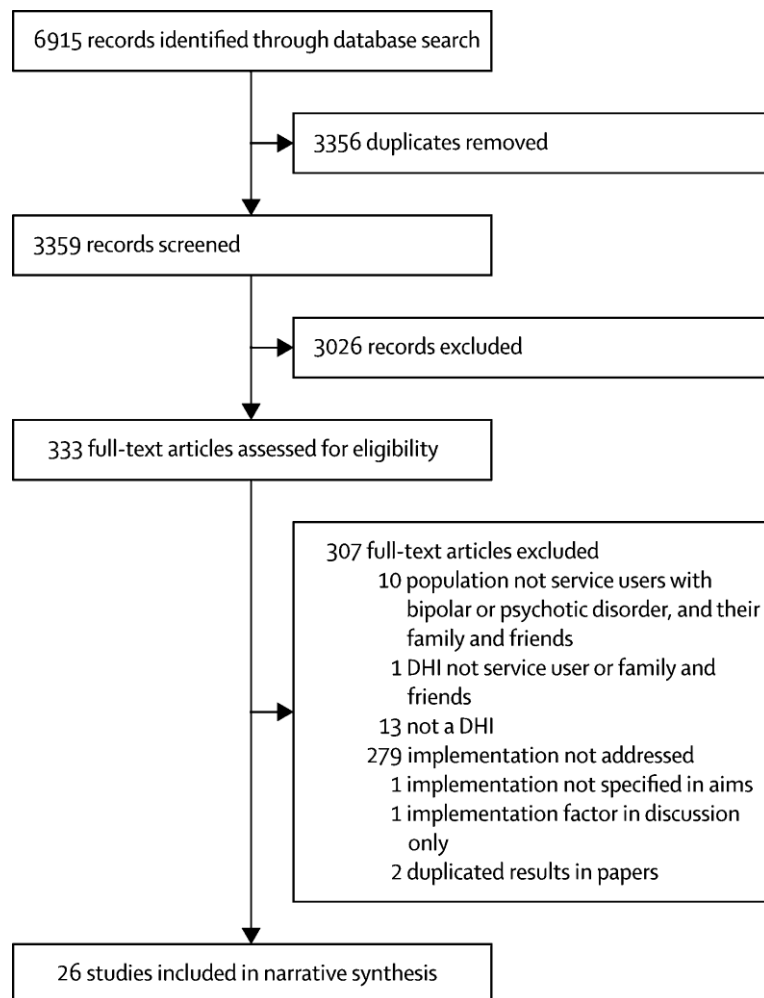 6915 records identified through database search
3356 duplicates removed
3359 records screened
3026 records excluded
333 full-text articles assessed for eligibility
307 full-text articles excluded
10 population not service users with
bipolar or psychotic disorder, and their
family and friends
1 DHI not service user or family and
friends
13 not a DHI
279 implementation not addressed
1 implementation not specified in aims
1 implementation factor in discussion
only
2 duplicated results in papers
26 studies included in narrative synthesis